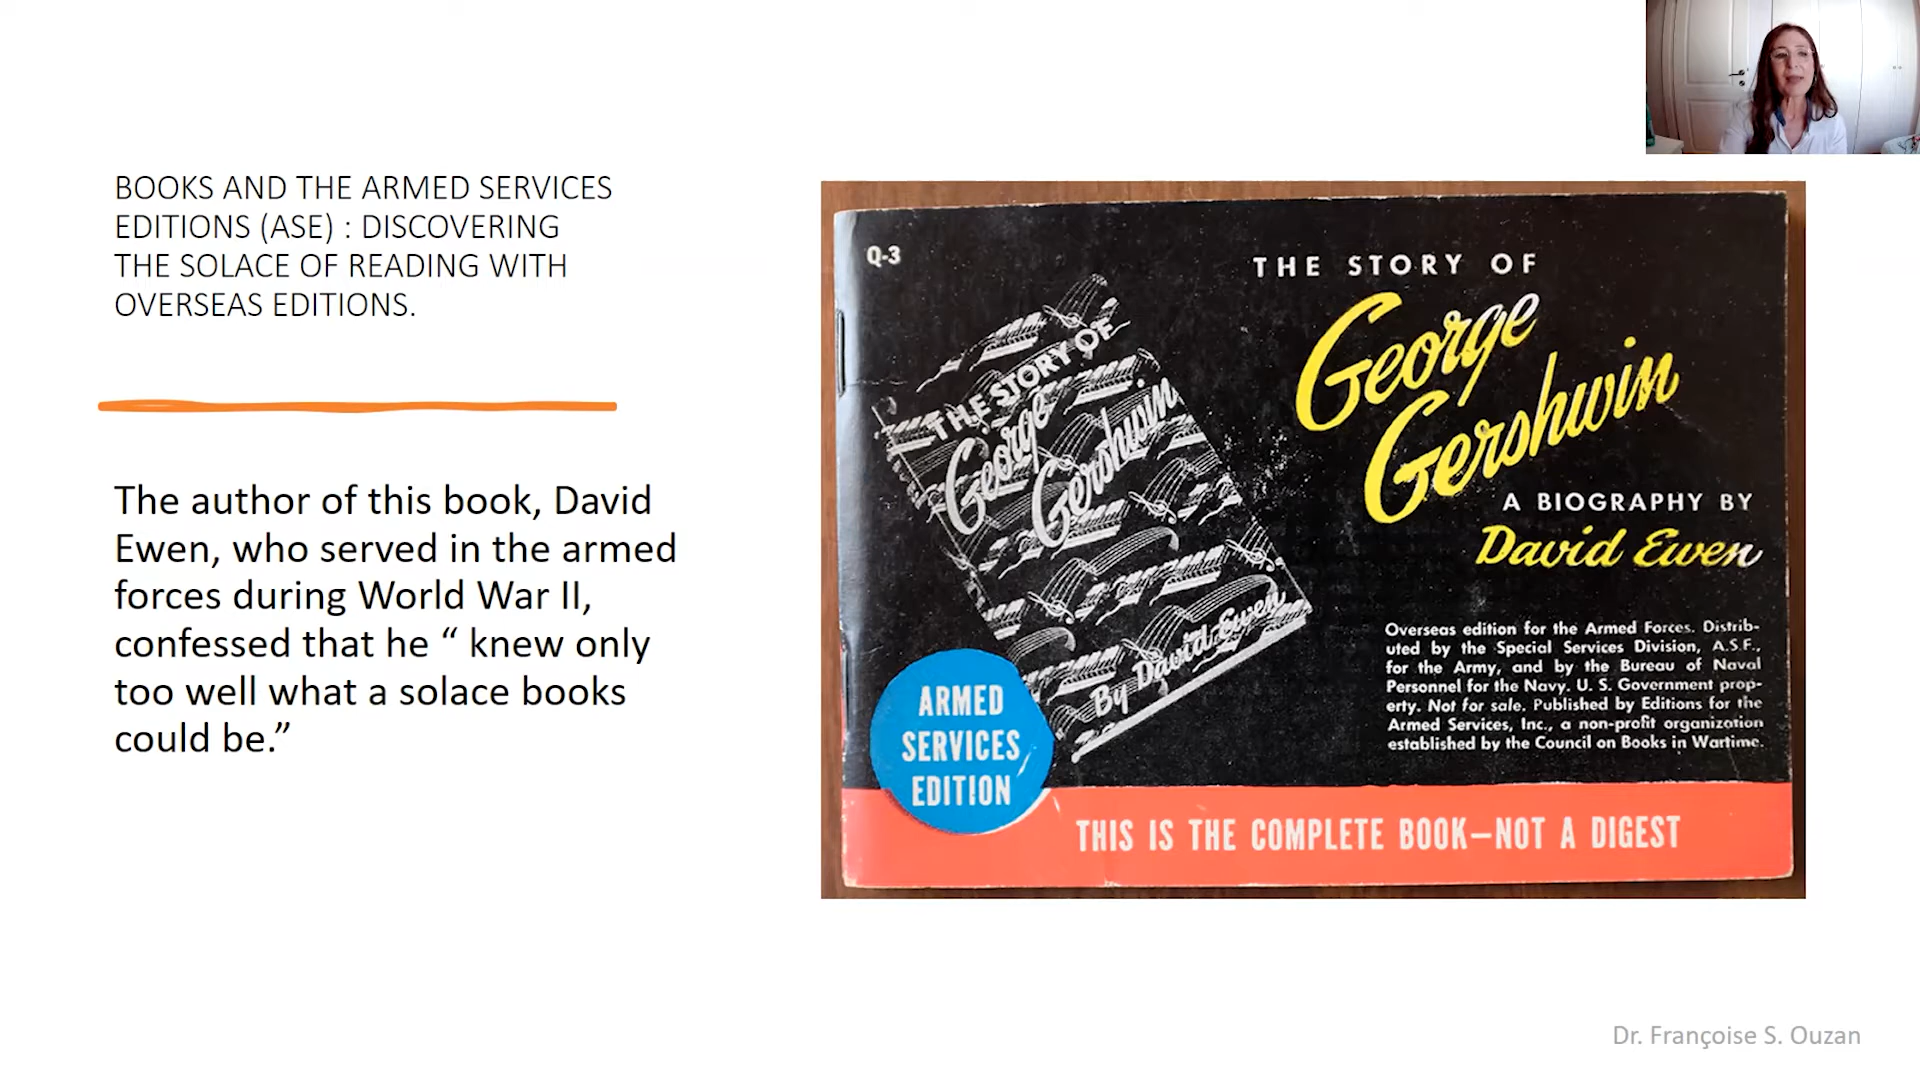 BOOKS AND THE ARMED SERVICES
EDITIONS (ASE) : DISCOVERING
THE SOLACE OF READING WITH
OVERSEAS EDITIONS.
The author of this book, David
Ewen, who served in the armed
forces during World War II,
confessed that he “ knew only
too well what a solace books
could be.”
Q-3
THE STORY OF
George
Gershwin
By David Ewen
THE STORY OF
George
Gershwin
A BIOGRAPHY BY
David Ewen
Overseas edition for the Armed Forces. Distrib-
uted by the Special Services Division, A.S.F.,
for the Army, and by the Bureau of Naval
Personnel for the Navy. U. S. Government prop-
erty. Not for sale. Published by Editions for the
Armed Services, Inc., a non-profit organization
established by the Council on Books in Wartime.
ARMED
SERVICES
EDITION
THIS IS THE COMPLETE BOOK—NOT A DIGEST
Dr. Françoise S. Ouzan